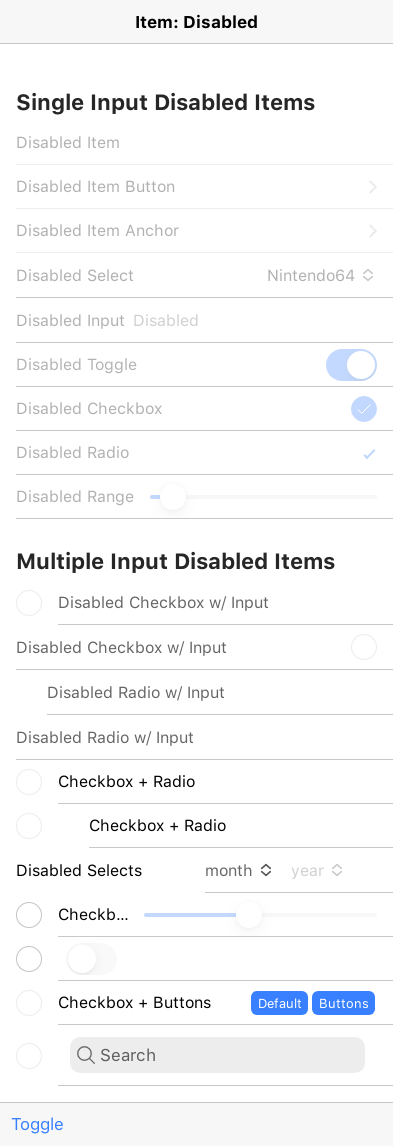 Item: Disabled
Single Input Disabled Items
Disabled Item
Disabled Item Button
Disabled Item Anchor
Disabled Select Nintendo64
Disabled Input Disabled
Disabled Toggle
Disabled Checkbox
Disabled Radio
Disabled Range
Multiple Input Disabled Items
Disabled Checkbox w/ Input
Disabled Checkbox w/ Input
Disabled Radio w/ Input
Disabled Radio w/ Input
Checkbox + Radio
Checkbox + Radio
Disabled Selects month year
Checkb...
Checkbox + Buttons Default Buttons
Search
Toggle